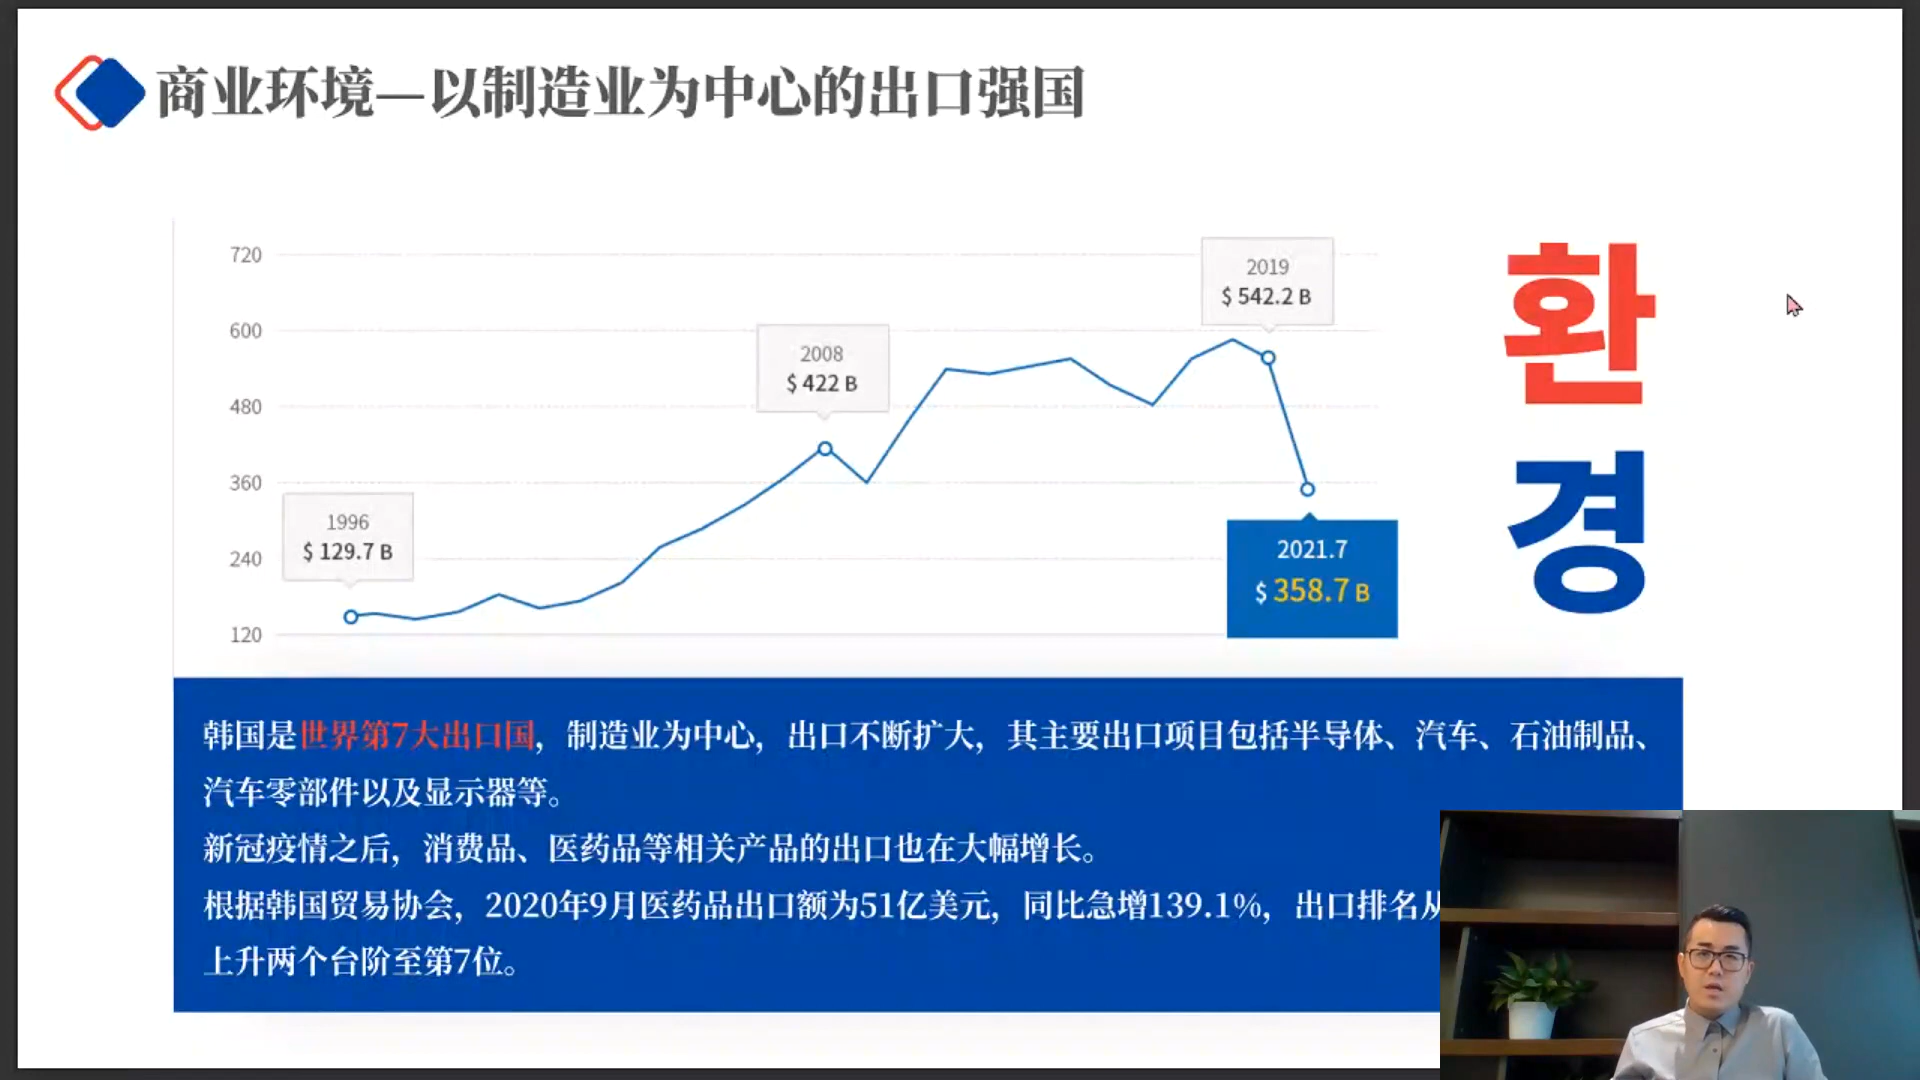 商业环境—以制造业为中心的出口强国
720
600
480
360
240
120
1996
$ 129.7 B
2008
$ 422 B
2019
$ 542.2 B
2021.7
$ 358.7 B
환
경
韩国是世界第7大出口国，制造业为中心，出口不断扩大，其主要出口项目包括半导体、汽车、石油制品、
汽车零部件以及显示器等。
新冠疫情之后，消费品、医药品等相关产品的出口也在大幅增长。
根据韩国贸易协会，2020年9月医药品出口额为51亿美元，同比急增139.1%，出口排名从
上升两个台阶至第7位。